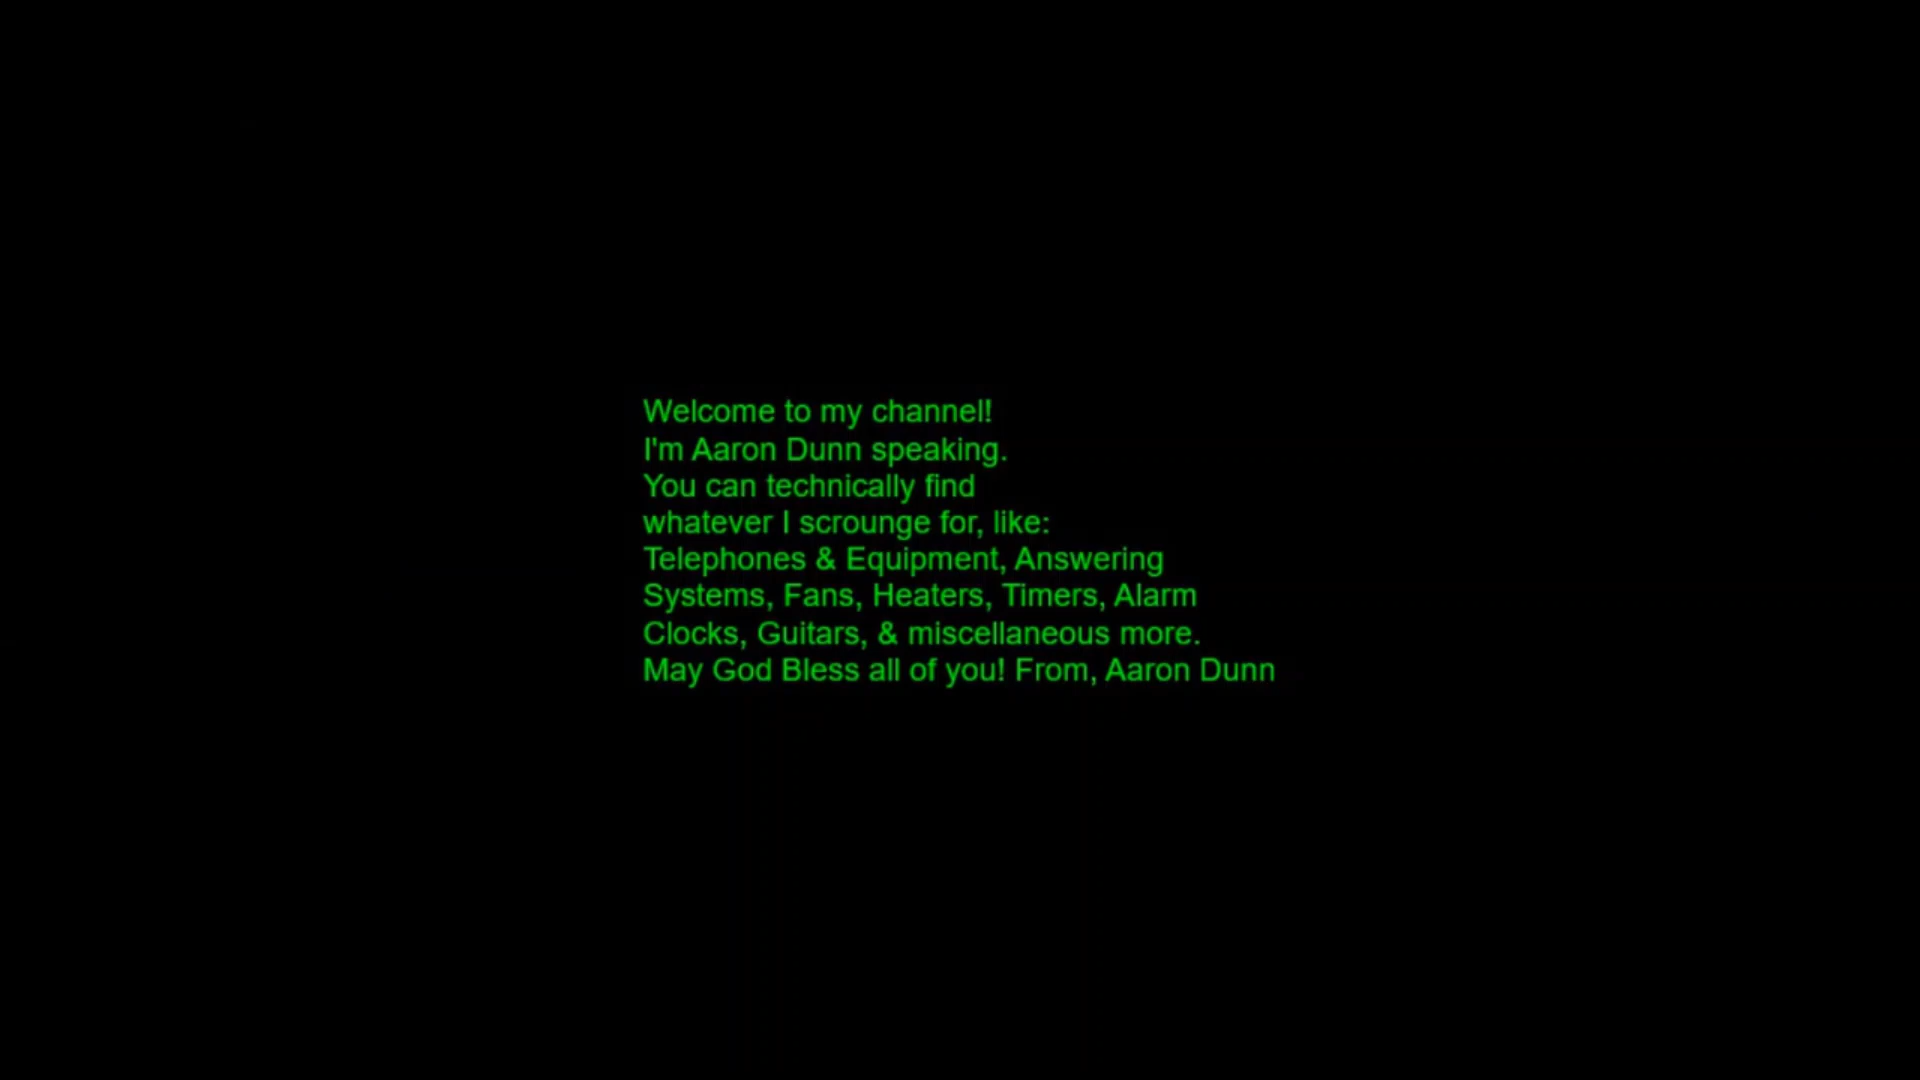 Welcome to my channel!
I'm Aaron Dunn speaking.
You can technically find
whatever I scrounge for, like:
Telephones & Equipment, Answering
Systems, Fans, Heaters, Timers, Alarm
Clocks, Guitars, & miscellaneous more.
May God Bless all of you! From, Aaron Dunn